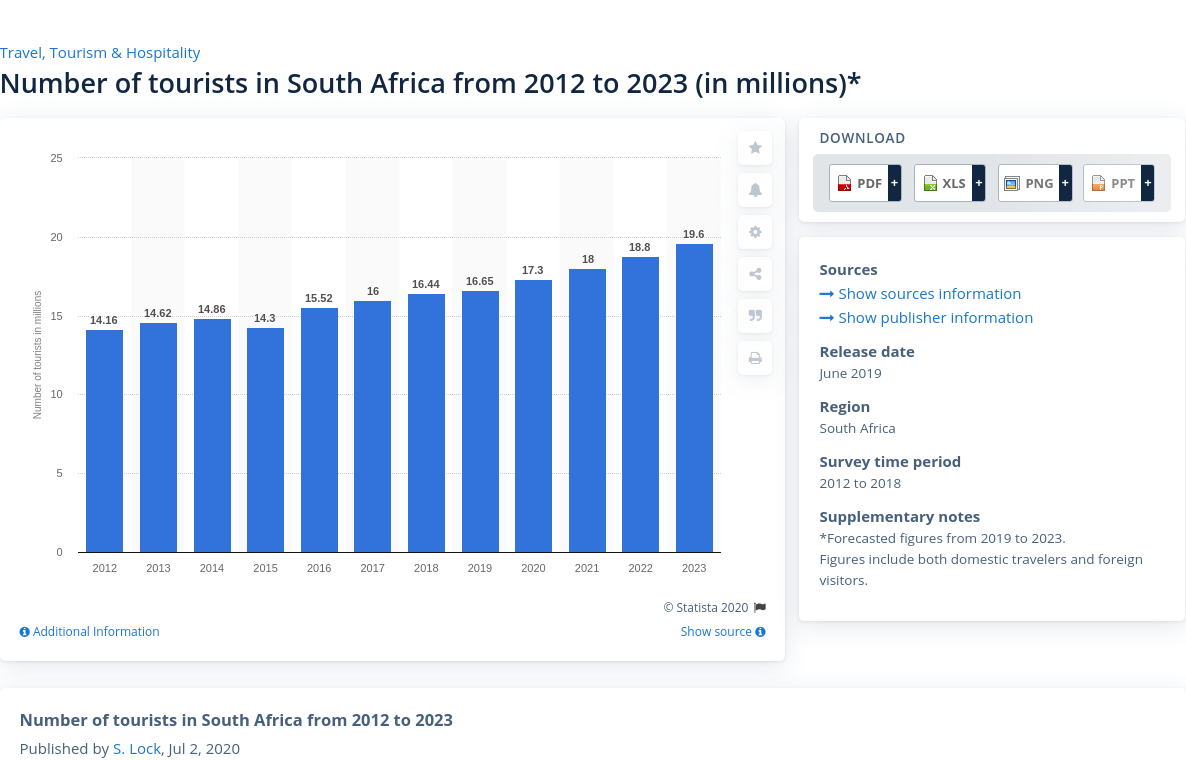 Travel, Tourism & Hospitality
Number of tourists in South Africa from 2012 to 2023 (in millions)*
25
20
15
10
5
0
Number of tourists in millions
14.16
14.62
14.86
14.3
15.52
16
16.44
16.65
17.3
18
18.8
19.6
2012
2013
2014
2015
2016
2017
2018
2019
2020
2021
2022
2023
© Statista 2020
Additional Information
Show source
DOWNLOAD
PDF +
XLS +
PNG +
PPT +
Sources
Show sources information
Show publisher information
Release date
June 2019
Region
South Africa
Survey time period
2012 to 2018
Supplementary notes
*Forecasted figures from 2019 to 2023.
Figures include both domestic travelers and foreign
visitors.
Number of tourists in South Africa from 2012 to 2023
Published by S. Lock, Jul 2, 2020